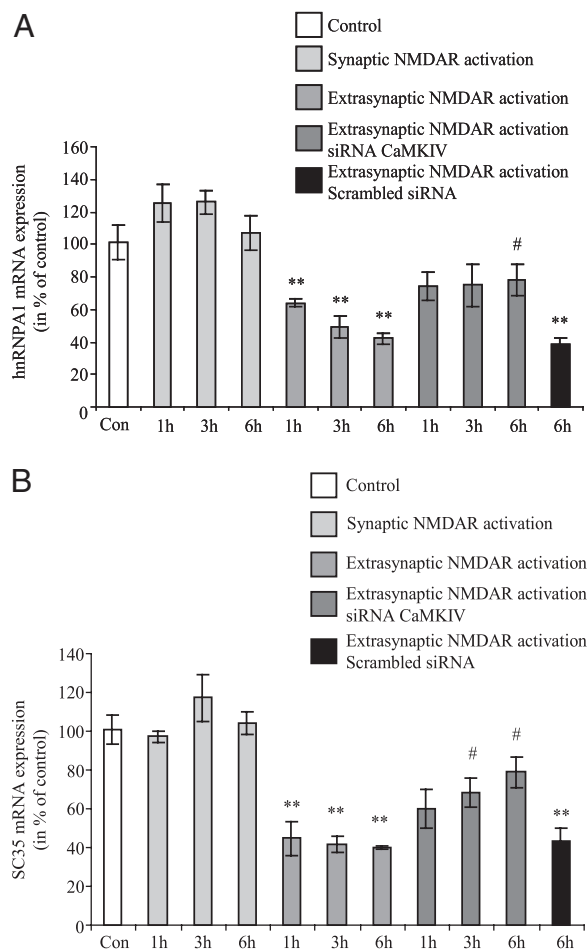 A
Control
Synaptic NMDAR activation
Extrasynaptic NMDAR activation
Extrasynaptic NMDAR activation
siRNA CaMKIV
Extrasynaptic NMDAR activation
Scrambled siRNA
hnRNPA1 mRNA expression
(in % of control)
160
140
120
100
80
60
40
20
0
** ** ** # **
Con 1h 3h 6h 1h 3h 6h 1h 3h 6h 6h
B
Control
Synaptic NMDAR activation
Extrasynaptic NMDAR activation
Extrasynaptic NMDAR activation
siRNA CaMKIV
Extrasynaptic NMDAR activation
Scrambled siRNA
SC35 mRNA expression
(in % of control)
140
120
100
80
60
40
20
0
** ** ** # # **
Con 1h 3h 6h 1h 3h 6h 1h 3h 6h 6h